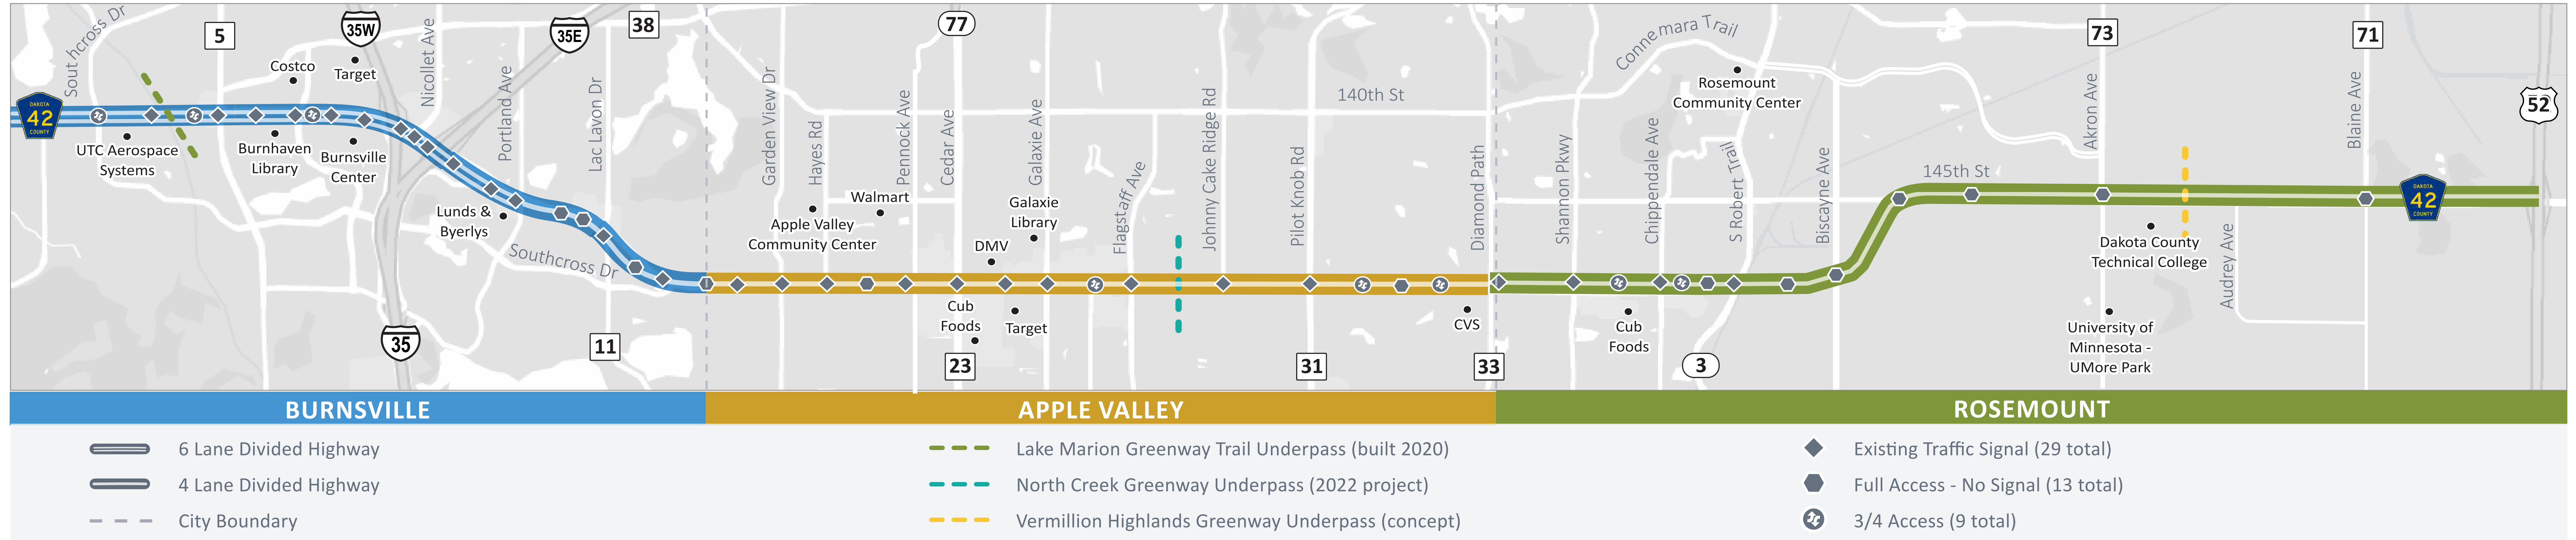 Southcross Dr
5
35W
35E
38
77
73
71
52
Costco
Target
Nicollet Ave
Portland Ave
Lac Lavon Dr
Garden View Dr
Hayes Rd
Pennock Ave
Cedar Ave
Galaxie Ave
Flagstaff Ave
Johnny Cake Ridge Rd
140th St
Pilot Knob Rd
Diamond Path
Shannon Pkwy
Connemara Trail
Chippendale Ave
S Robert Trail
Rosemount
Community Center
Biscayne Ave
145th St
Akron Ave
Blaine Ave
Audrey Ave
DAKOTA
42
COUNTY
UTC Aerospace
Systems
Burnhaven
Library
Burnsville
Center
Lunds &
Byerlys
Southcross Dr
Apple Valley
Community Center
Walmart
Galaxie
Library
DMV
Cub
Foods
Target
CVS
Cub
Foods
DAKOTA
42
COUNTY
Dakota County
Technical College
University of
Minnesota -
UMore Park
35
11
23
31
33
3
BURNSVILLE
APPLE VALLEY
ROSEMOUNT
6 Lane Divided Highway
4 Lane Divided Highway
City Boundary
Lake Marion Greenway Trail Underpass (built 2020)
North Creek Greenway Underpass (2022 project)
Vermillion Highlands Greenway Underpass (concept)
Existing Traffic Signal (29 total)
Full Access - No Signal (13 total)
3/4 Access (9 total)